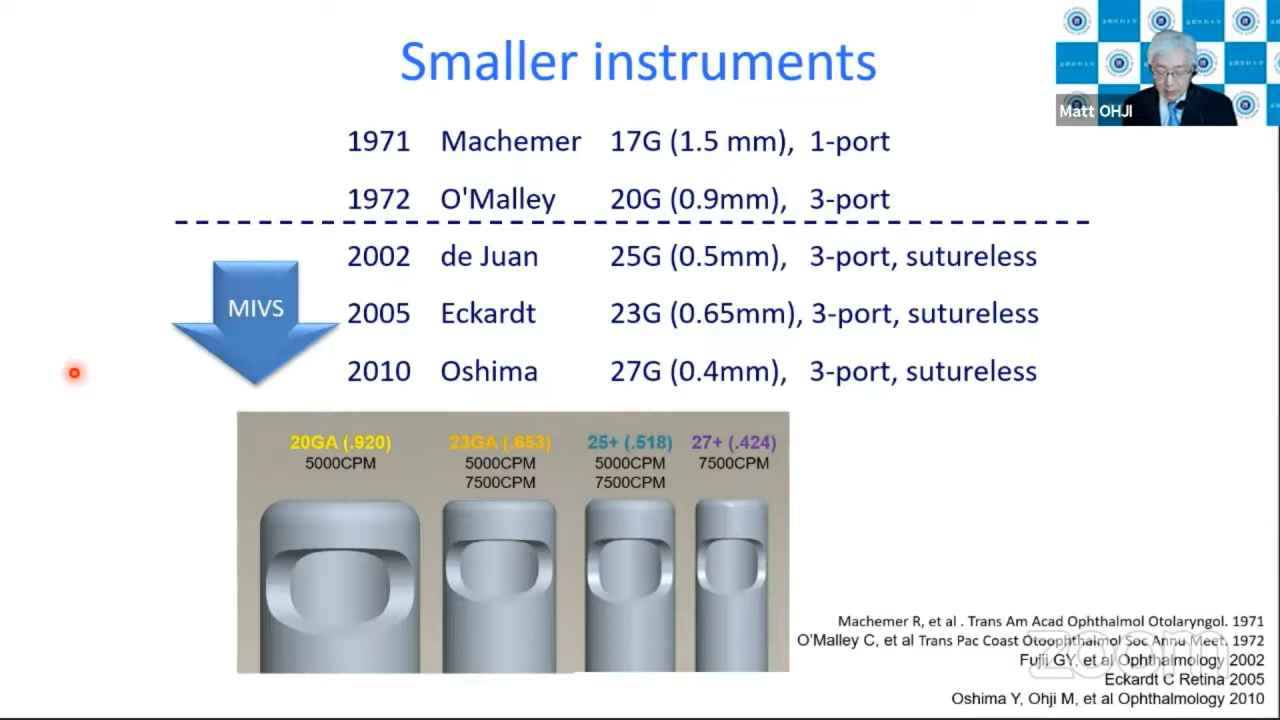 Smaller instruments
Matt OHJI
1971 Machemer 17G (1.5 mm), 1-port
1972 O'Malley 20G (0.9mm), 3-port
2002 de Juan 25G (0.5mm), 3-port, sutureless
MIVS
2005 Eckardt 23G (0.65mm), 3-port, sutureless
2010 Oshima 27G (0.4mm), 3-port, sutureless
20GA (.920) 23GA (.653) 25+ (.518) 27+ (.424)
5000CPM 5000CPM 5000CPM 7500CPM
7500CPM 7500CPM
Machemer R, et al . Trans Am Acad Ophthalmol Otolaryngol. 1971
O'Malley C, et al Trans Pac Coast Otoophthalmol Soc Annu Meet. 1972
Fujii GY, et al Ophthalmology 2002
Eckardt C Retina 2005
Oshima Y, Ohji M, et al Ophthalmology 2010
zoom